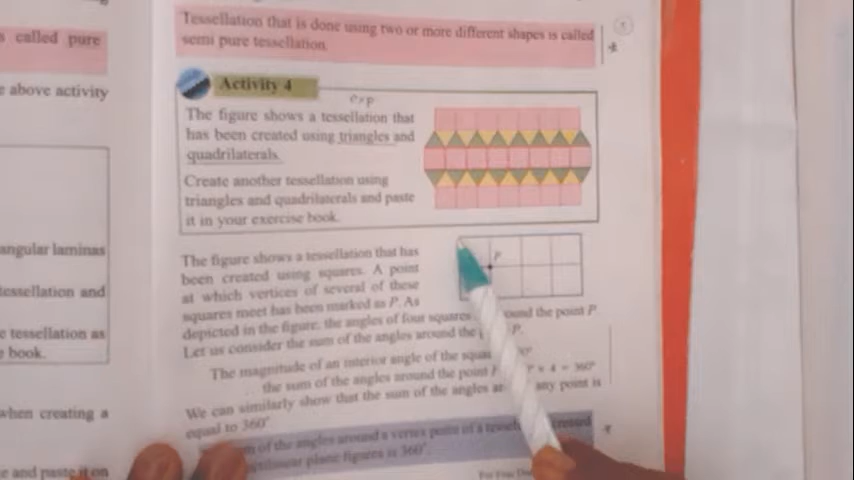 s called pure
e above activity
angular laminas
tessellation and
e tessellation as
e book.
when creating a
e and paste it on
Tessellation that is done using two or more different shapes is called
semi pure tessellation.
Activity 4
The figure shows a tessellation that
has been created using triangles and
quadrilaterals.
Create another tessellation using
triangles and quadrilaterals and paste
it in your exercise book.
The figure shows a tessellation that has
been created using squares. A point
at which vertices of several of these
squares meet has been marked as P. As
depicted in the figure, the angles of four squares ound the point P
Let us consider the sum of the angles around the P.
P
The magnitude of an interior angle of the squa
the sum of the angles around the point × 4 = 360°
We can similarly show that the sum of the angles ar any point is
equal to 360°
m of the angles around a vertex point of a created
plane figures is 360°.